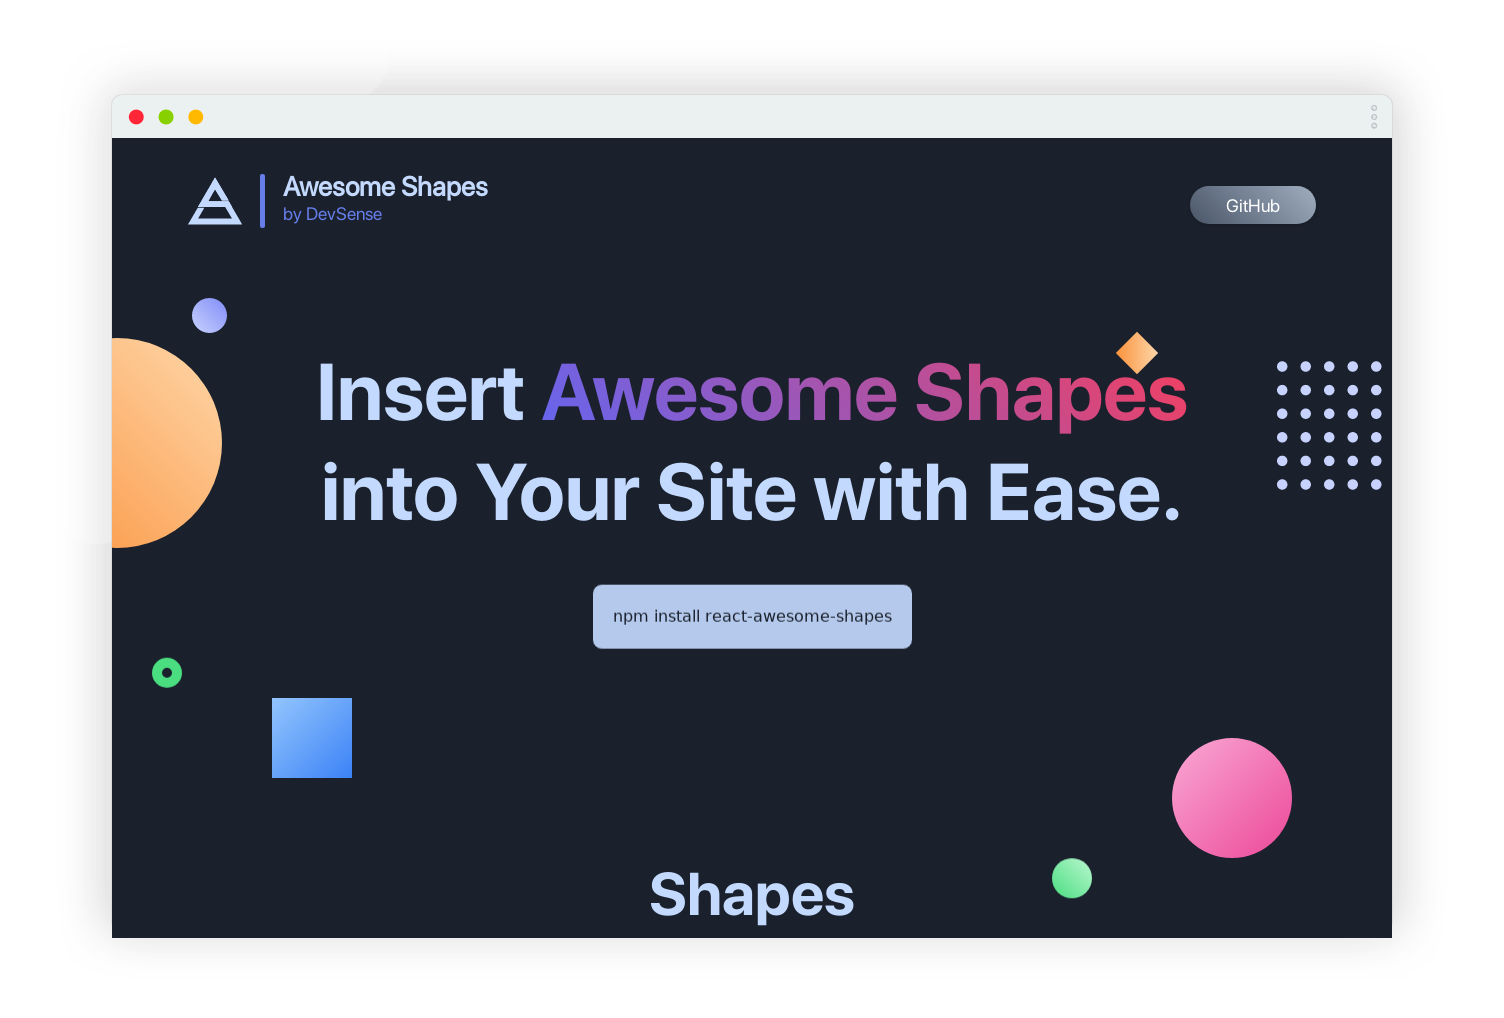 Awesome Shapes
by DevSense
GitHub
Insert Awesome Shapes
into Your Site with Ease.
npm install react-awesome-shapes
Shapes